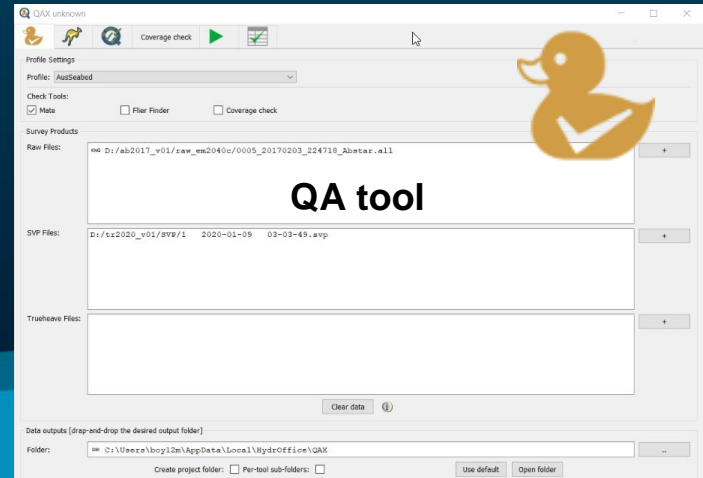 QAX unknown
Coverage check
Profile Settings
Profile: AusSeabed
Check Tools:
Mate Flier Finder Coverage check
Survey Products
Raw Files: KNG D:/ab2017_v01/raw_em2040c/0005_20170203_224718_Abstar.all +
QA tool
SVP Files: D:/tr2020_v01/SVP/1 2020-01-09 03-03-49.svp +
Trueheave Files: +
Clear data
Data outputs [drap-and-drop the desired output folder]
Folder: C:\Users\boyl2m\AppData\Local\HydrOffice\QAX ..
Create project folder: Per-tool sub-folders: Use default Open folder